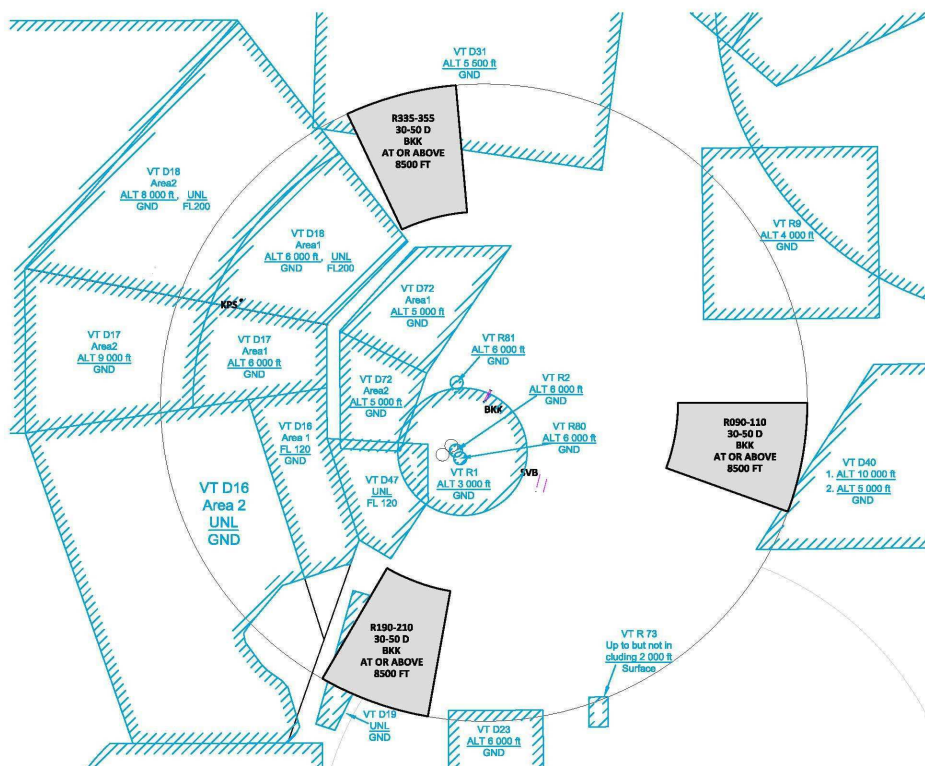 VT D31
ALT 5 500 ft
GND
R335-355
30-50 D
BKK
AT OR ABOVE
8500 FT
VT D18
Area2
ALT 8 000 ft, UNL
GND FL200
VT D18
Area1
ALT 6 000 ft, UNL
GND FL200
VT R9
ALT 4 000 ft
GND
KPS
VT D72
Area1
ALT 5 000 ft
GND
VT D17
Area2
ALT 9 000 ft
GND
VT D17
Area1
ALT 6 000 ft
GND
VT R81
ALT 6 000 ft
GND
VT D72
Area2
ALT 5 000 ft
GND
VT R2
ALT 6 000 ft
GND
BKK
VT R80
ALT 6 000 ft
GND
R090-110
30-50 D
BKK
AT OR ABOVE
8500 FT
VT D16
Area 1
FL 120
GND
VT D47
UNL
FL 120
VT R1
ALT 3 000 ft
GND
SVB
VT D40
1. ALT 10 000 ft
2. ALT 5 000 ft
GND
VT D16
Area 2
UNL
GND
R190-210
30-50 D
BKK
AT OR ABOVE
8500 FT
VT R 73
Up to but not in
cluding 2 000 ft
Surface
VT D19
UNL
GND
VT D23
ALT 6 000 ft
GND